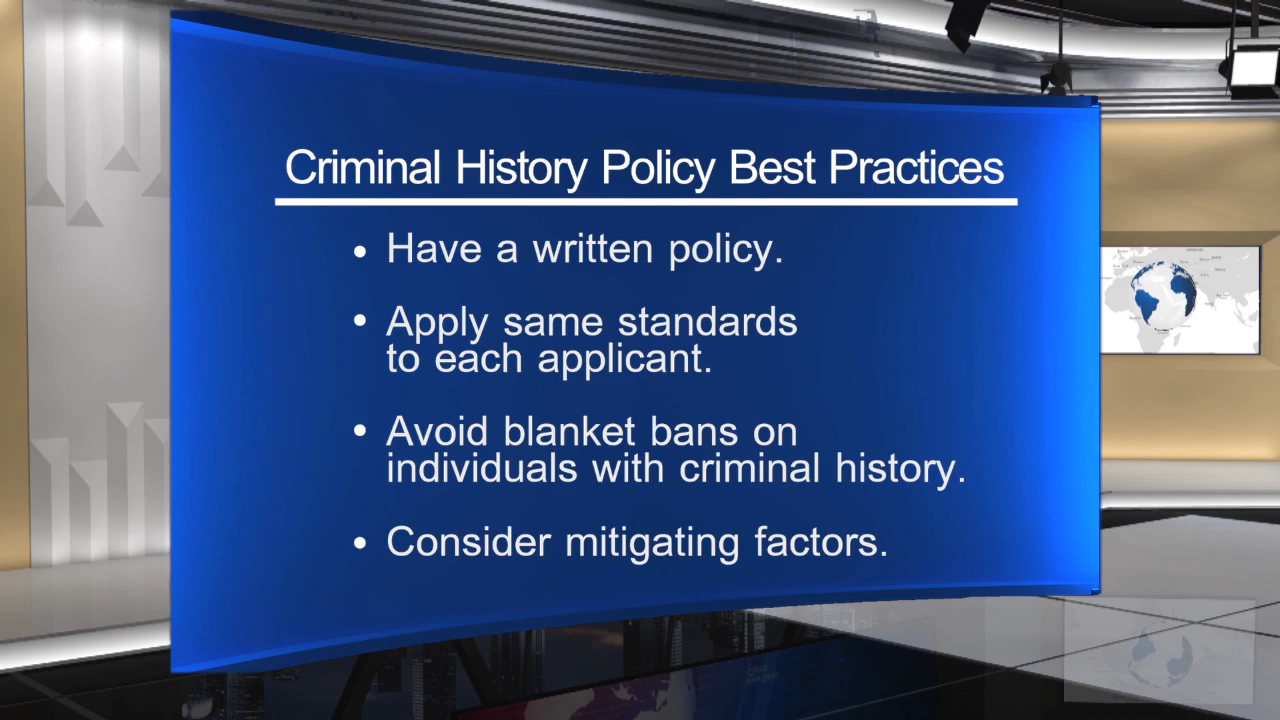 Criminal History Policy Best Practices
• Have a written policy.
• Apply same standards
to each applicant.
• Avoid blanket bans on
individuals with criminal history.
• Consider mitigating factors.